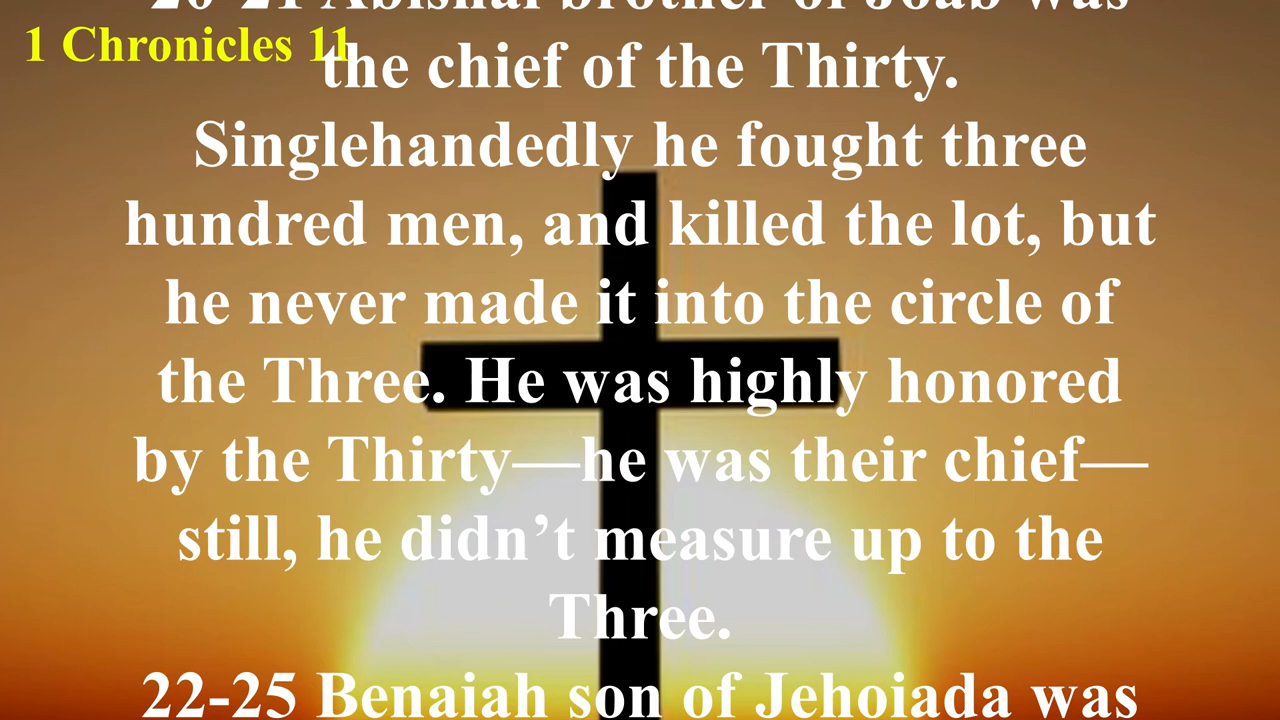 20-21 Abishai brother of Joab was
1 Chronicles 11
the chief of the Thirty.
Singlehandedly he fought three
hundred men, and killed the lot, but
he never made it into the circle of
the Three. He was highly honored
by the Thirty—he was their chief—
still, he didn’t measure up to the
Three.
22-25 Benaiah son of Jehoiada was